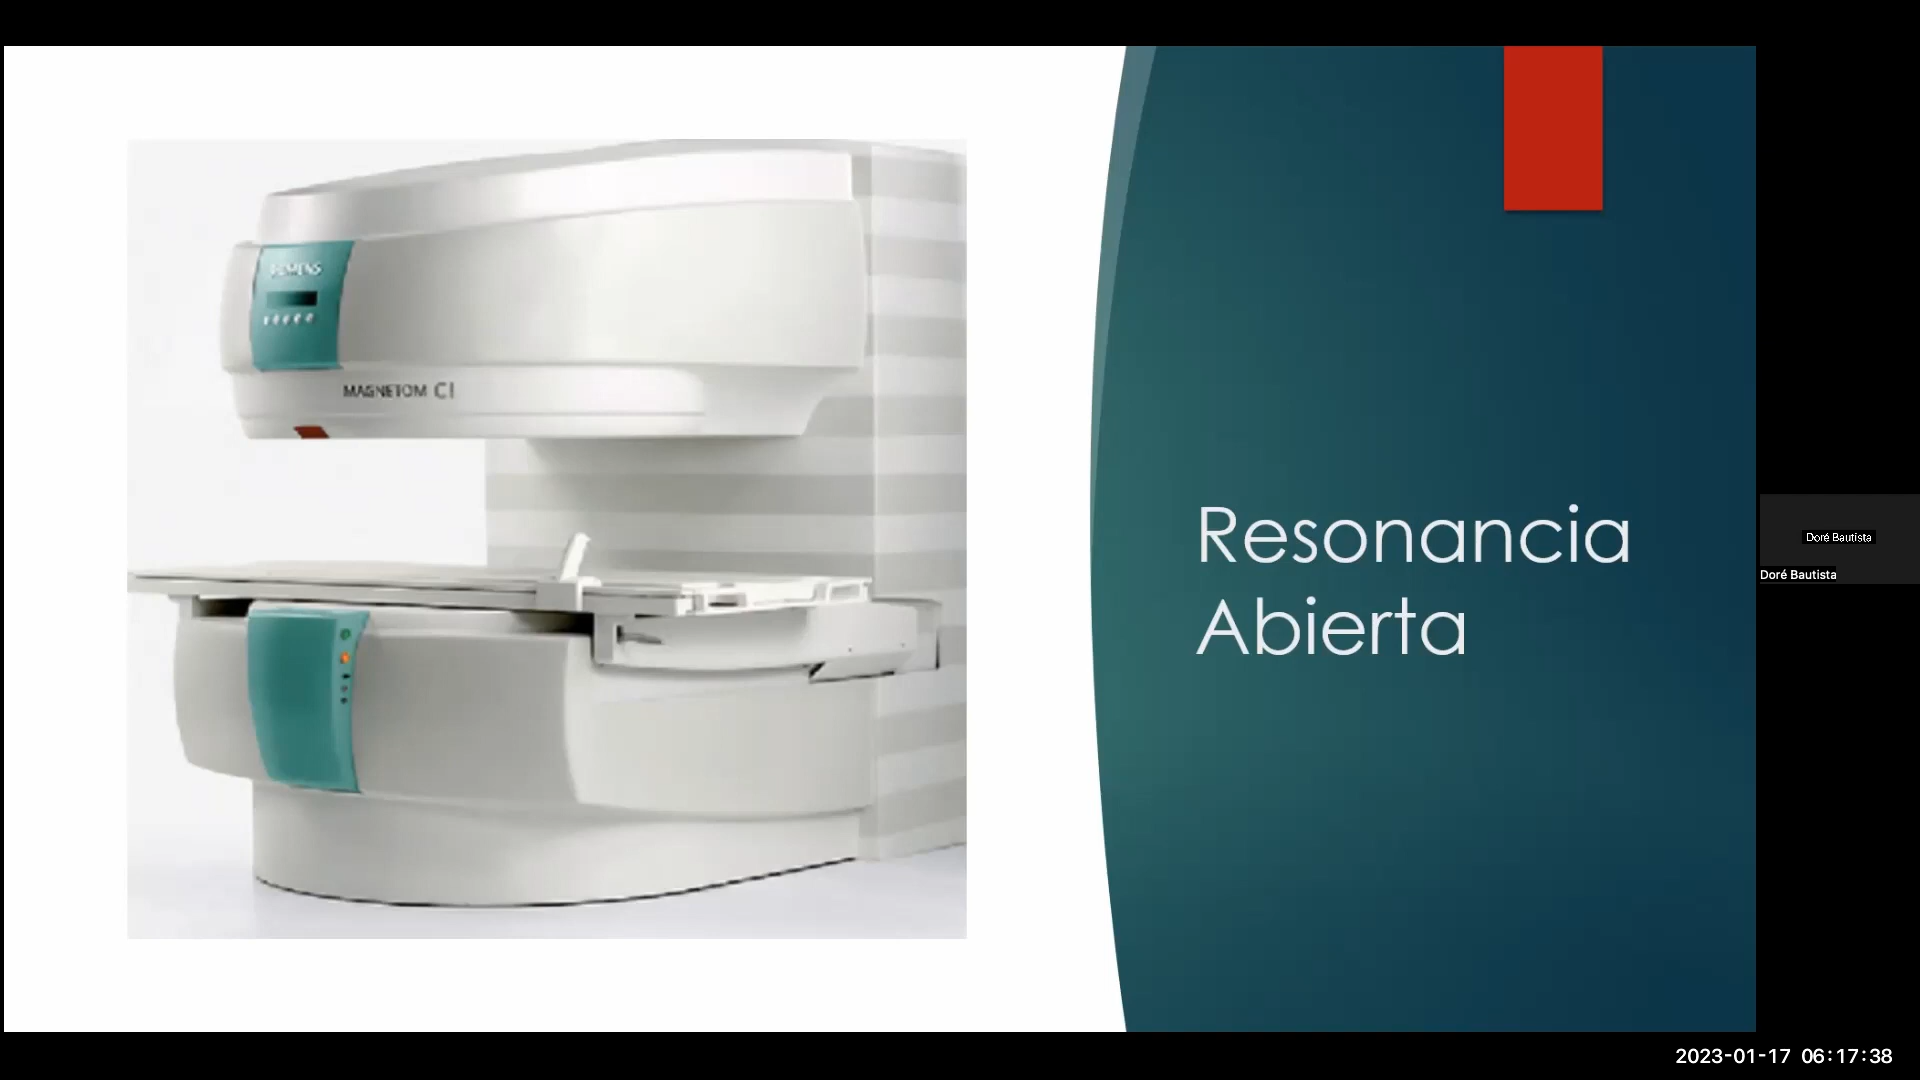 SIEMENS
MAGNETOM C!
Resonancia
Abierta
Doré Bautista
Doré Bautista
2023-01-17 06:17:38